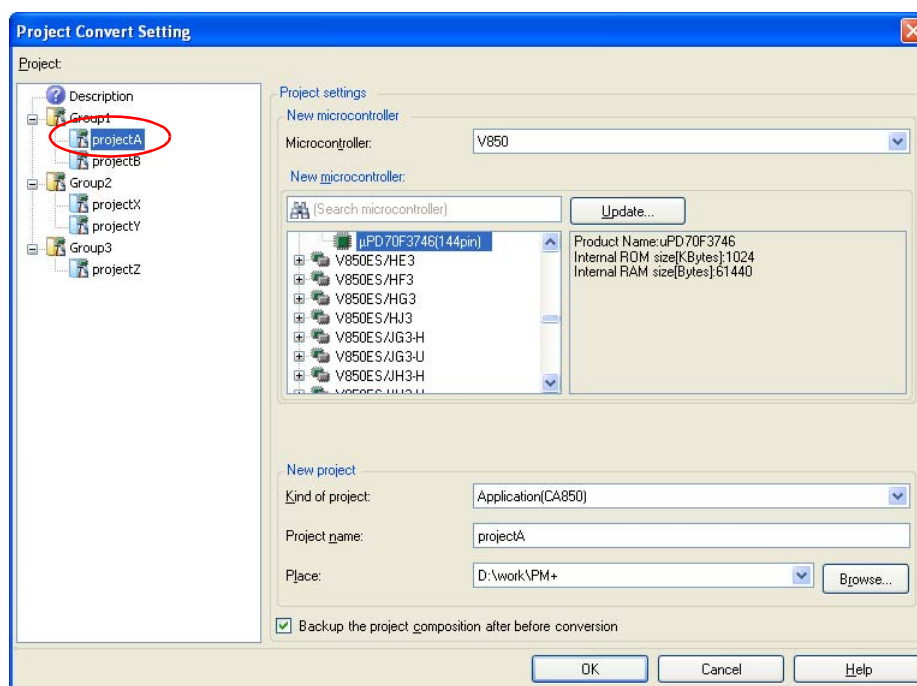 Project Convert Setting
Project:
Description
Group1
projectA
projectB
Group2
projectX
projectY
Group3
projectZ
Project settings
New microcontroller
Microcontroller:
V850
New microcontroller:
(Search microcontroller)
Update...
µPD70F3746(144pin)
V850ES/HE3
V850ES/HF3
V850ES/HG3
V850ES/HJ3
V850ES/JG3-H
V850ES/JG3-U
V850ES/JH3-H
Product Name:uPD70F3746
Internal ROM size[KBytes]:1024
Internal RAM size[Bytes]:61440
New project
Kind of project:
Application(CA850)
Project name:
projectA
Place:
D:\work\PM+
Browse...
Backup the project composition after before conversion
OK
Cancel
Help